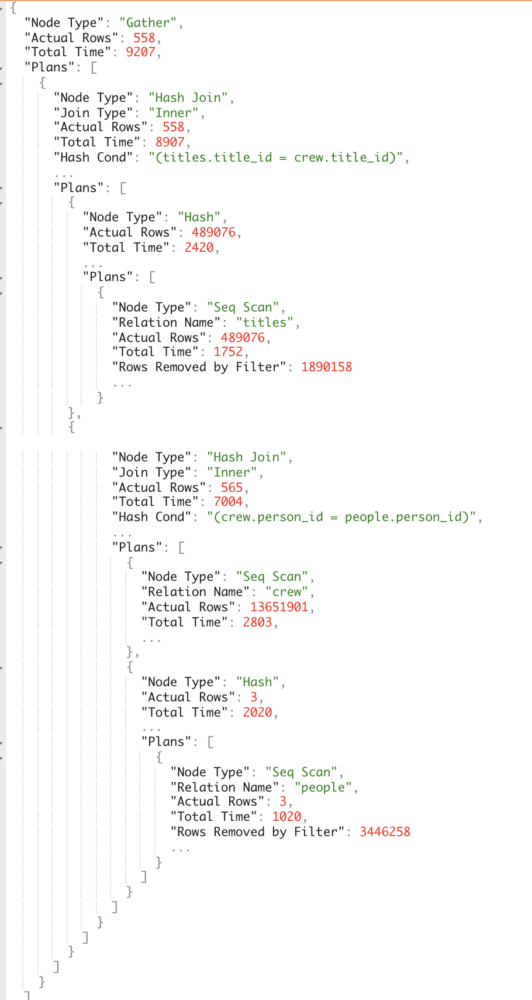 {
"Node Type": "Gather",
"Actual Rows": 558,
"Total Time": 9207,
"Plans": [
{
"Node Type": "Hash Join",
"Join Type": "Inner",
"Actual Rows": 558,
"Total Time": 8907,
"Hash Cond": "(titles.title_id = crew.title_id)",
...
"Plans": [
{
"Node Type": "Hash",
"Actual Rows": 489076,
"Total Time": 2420,
...
"Plans": [
{
"Node Type": "Seq Scan",
"Relation Name": "titles",
"Actual Rows": 489076,
"Total Time": 1752,
"Rows Removed by Filter": 1890158
...
}
},
{
"Node Type": "Hash Join",
"Join Type": "Inner",
"Actual Rows": 565,
"Total Time": 7004,
"Hash Cond": "(crew.person_id = people.person_id)",
...
"Plans": [
{
"Node Type": "Seq Scan",
"Relation Name": "crew",
"Actual Rows": 13651901,
"Total Time": 2803,
...
},
{
"Node Type": "Hash",
"Actual Rows": 3,
"Total Time": 2020,
...
"Plans": [
{
"Node Type": "Seq Scan",
"Relation Name": "people",
"Actual Rows": 3,
"Total Time": 1020,
"Rows Removed by Filter": 3446258
...
}
]
}
]
}
]
}
]
}
]